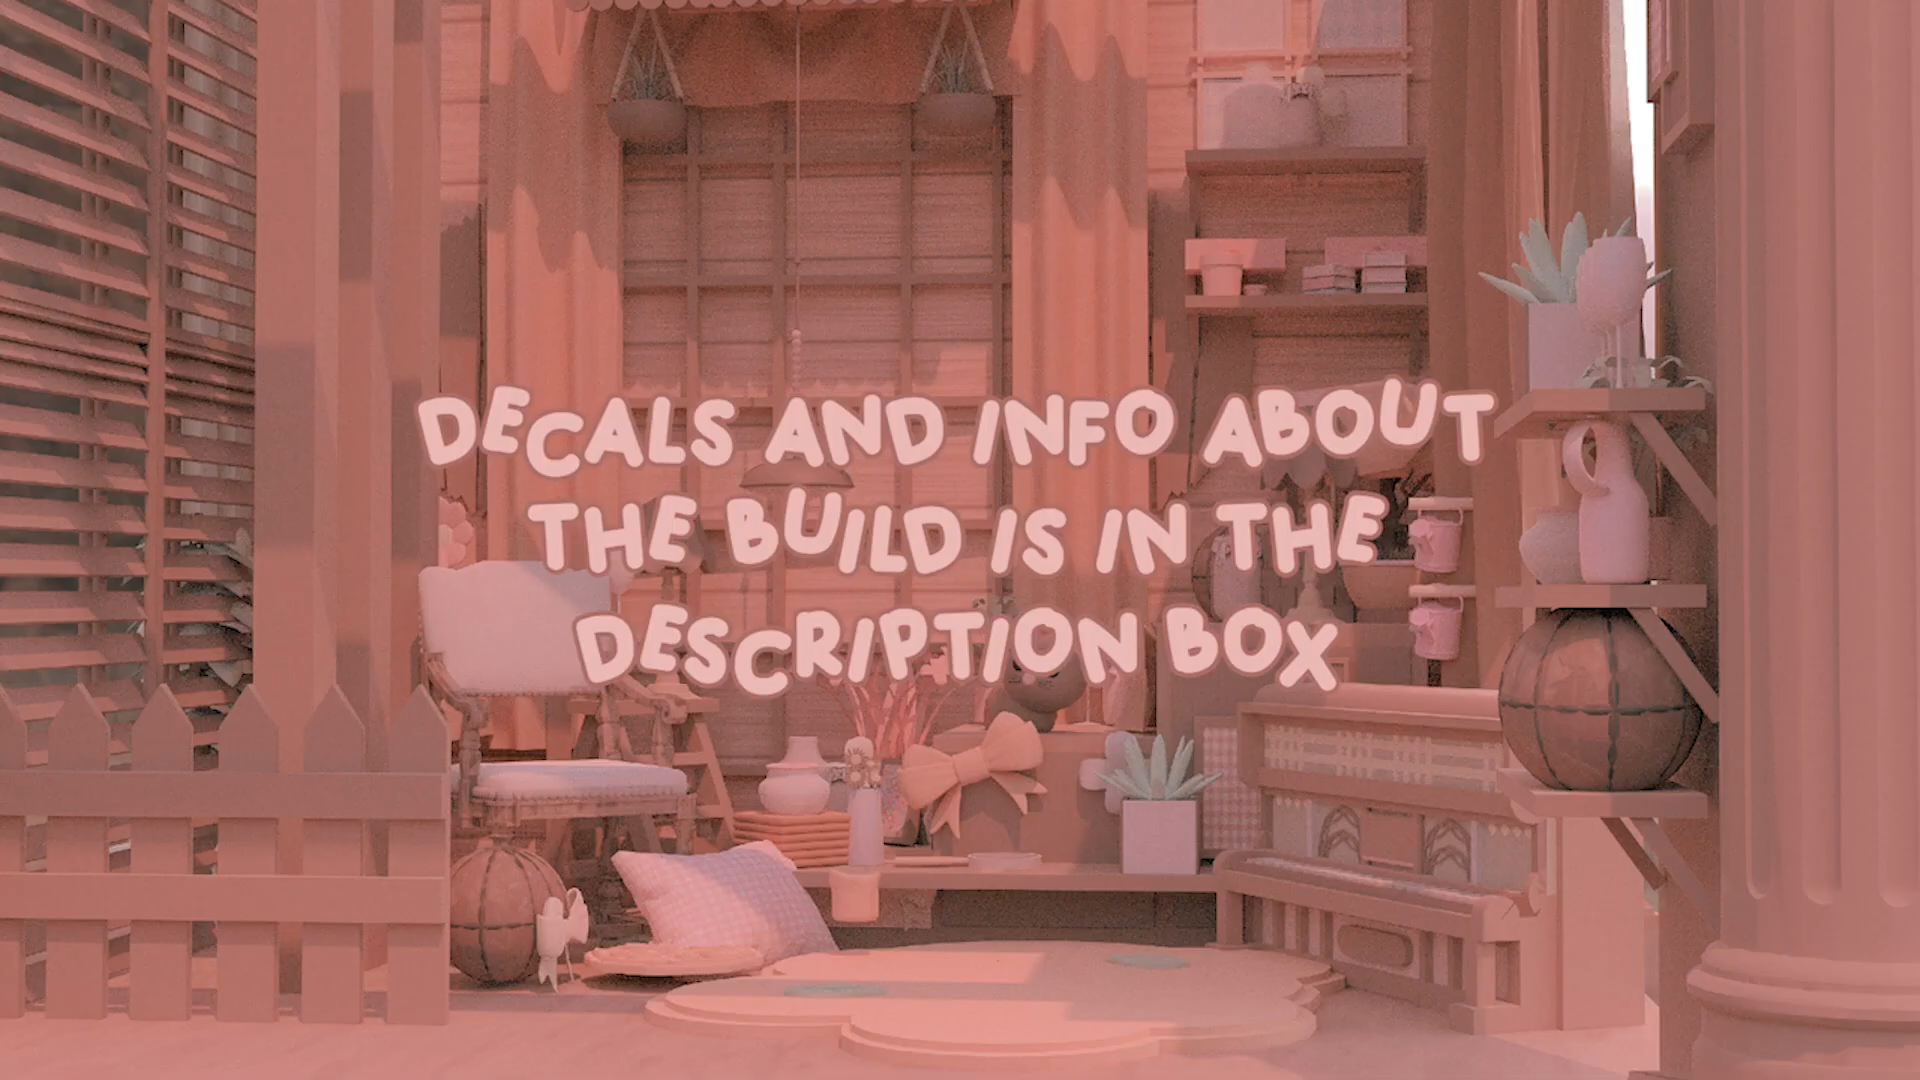 DECALS AND INFO ABOUT
THE BUILD IS IN THE
DESCRIPTION BOX